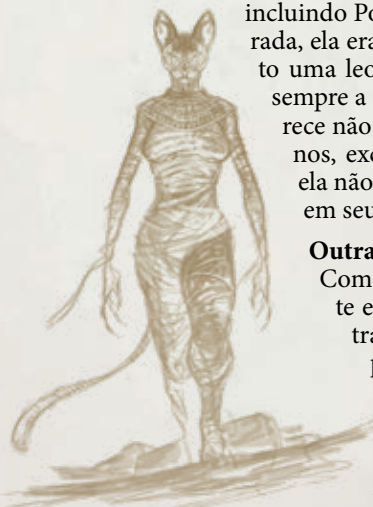 incluindo Po
rada, ela era
to uma leo
sempre a
rece não
nos, exc
ela não
em seu
Outra
Com
te e
tra
p